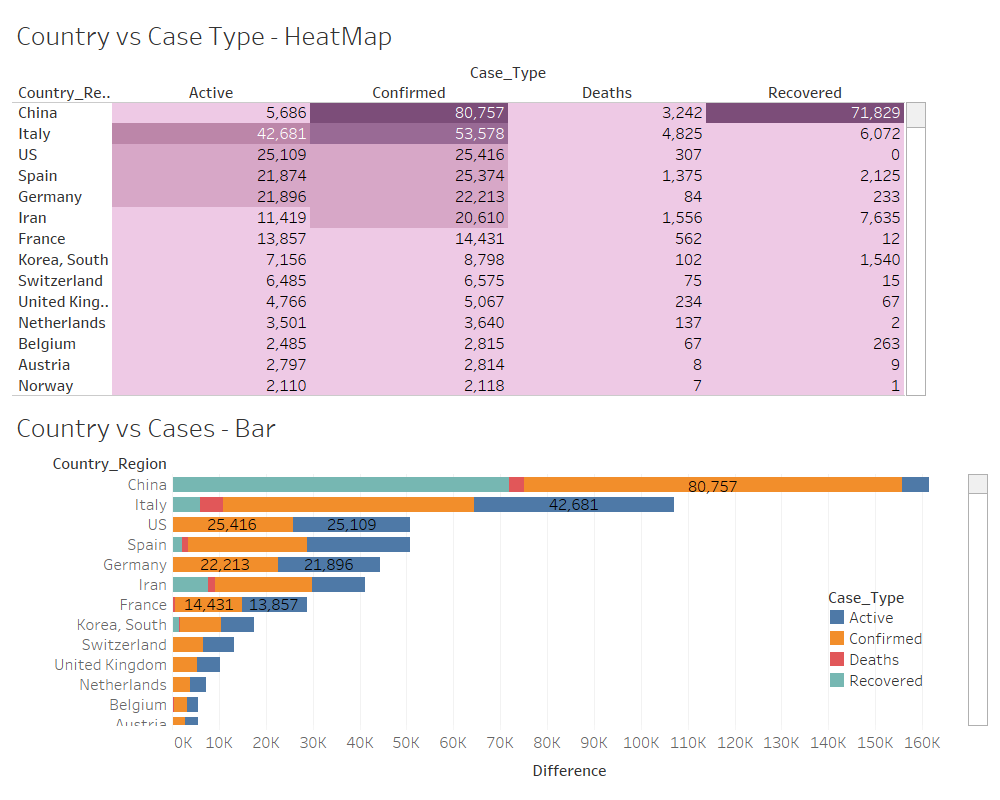 Country vs Case Type - HeatMap
Case_Type
Country_Re.. Active Confirmed Deaths Recovered
China 5,686 80,757 3,242 71,829
Italy 42,681 53,578 4,825 6,072
US 25,109 25,416 307 0
Spain 21,874 25,374 1,375 2,125
Germany 21,896 22,213 84 233
Iran 11,419 20,610 1,556 7,635
France 13,857 14,431 562 12
Korea, South 7,156 8,798 102 1,540
Switzerland 6,485 6,575 75 15
United King.. 4,766 5,067 234 67
Netherlands 3,501 3,640 137 2
Belgium 2,485 2,815 67 263
Austria 2,797 2,814 8 9
Norway 2,110 2,118 7 1
Country vs Cases - Bar
Country_Region
China 80,757
Italy 42,681
US 25,416 25,109
Spain
Germany 22,213 21,896
Iran
France 14,431 13,857
Korea, South
Switzerland
United Kingdom
Netherlands
Belgium
Austria
Case_Type
Active
Confirmed
Deaths
Recovered
0K 10K 20K 30K 40K 50K 60K 70K 80K 90K 100K 110K 120K 130K 140K 150K 160K
Difference